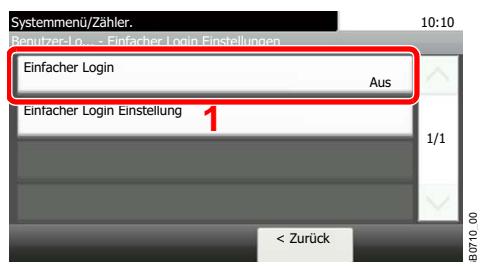 Systemmenü/Zähler.
10:10
Benutzer-Lo... - Einfacher Login Einstellungen
Einfacher Login
Aus
Einfacher Login Einstellung
1
1/1
< Zurück
B0710_00